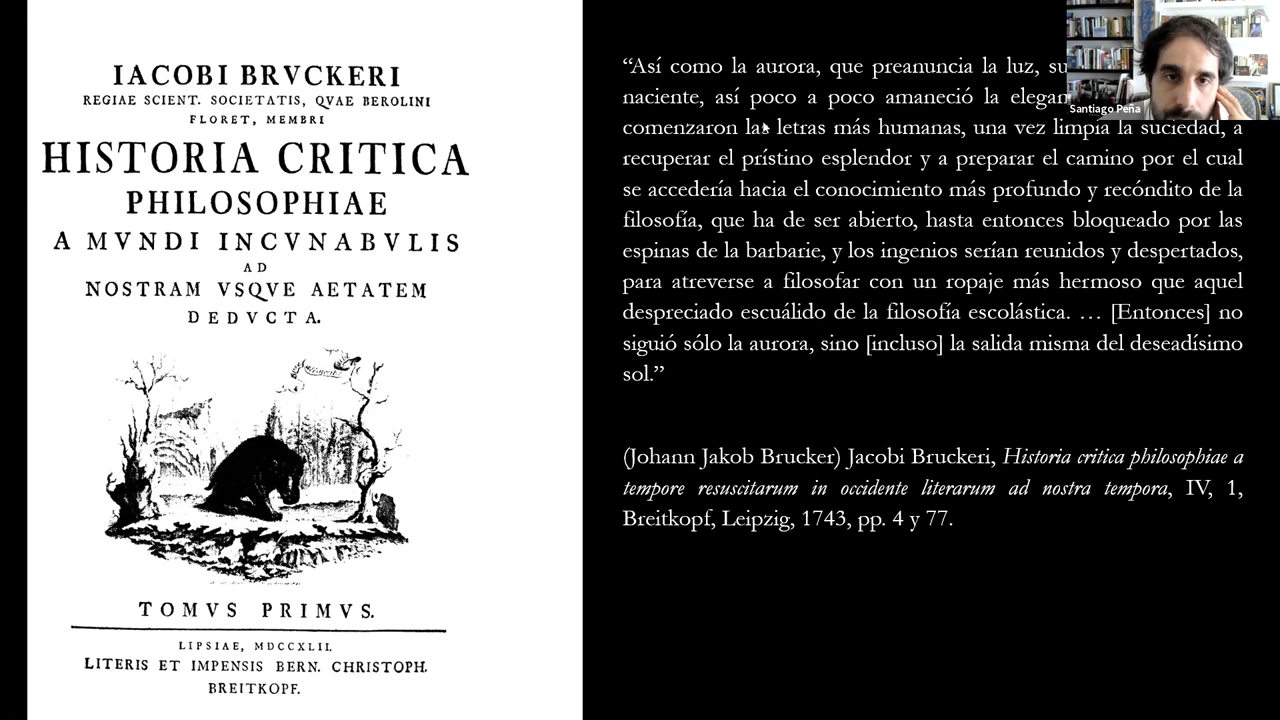 IACOBI BRVCKERI
REGIAE SCIENT. SOCIETATIS, QVAE BEROLINI
FLORET, MEMBRI
HISTORIA CRITICA
PHILOSOPHIAE
A MVNDI INCVNABVLIS
AD
NOSTRAM VSQVE AETATEM
DEDVCTA.
TOMVS PRIMVS.
LIPSIAE, MDCCXLII.
LITERIS ET IMPENSIS BERN. CHRISTOPH.
BREITKOPF.
“Así como la aurora, que preanuncia la luz, su
naciente, así poco a poco amaneció la
comenzaron las letras más humanas, una vez limpia la suciedad, a
recuperar el prístino esplendor y a preparar el camino por el cual
se accedería hacia el conocimiento más profundo y recóndito de la
filosofía, que ha de ser abierto, hasta entonces bloqueado por las
espinas de la barbarie, y los ingenios serían reunidos y despertados,
para atreverse a filosofar con un ropaje más hermoso que aquel
despreciado escuálido de la filosofía escolástica. … [Entonces] no
siguió sólo la aurora, sino [incluso] la salida misma del deseadísimo
sol.”
(Johann Jakob Brucker) Jacobi Bruckeri, Historia critica philosophiae a
tempore resuscitarum in occidente literarum ad nostra tempora, IV, 1,
Breitkopf, Leipzig, 1743, pp. 4 y 77.
Santiago Peña